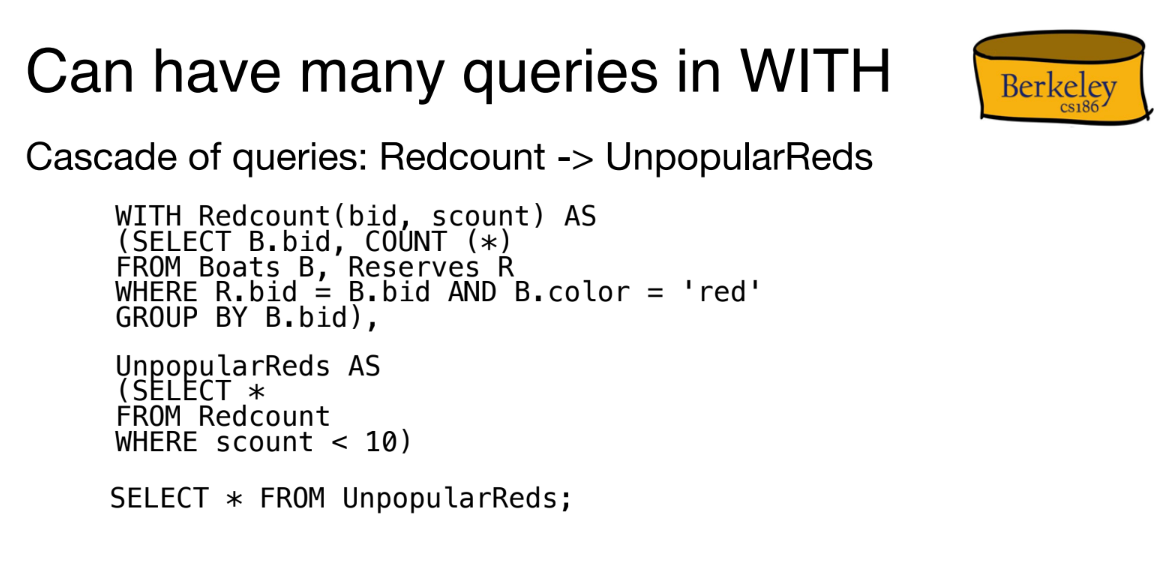 Can have many queries in WITH
Berkeley
cs186
Cascade of queries: Redcount -> UnpopularReds
WITH Redcount(bid, scount) AS
(SELECT B.bid, COUNT (*)
FROM Boats B, Reserves R
WHERE R.bid = B.bid AND B.color = 'red'
GROUP BY B.bid),
UnpopularReds AS
(SELECT *
FROM Redcount
WHERE scount < 10)
SELECT * FROM UnpopularReds;